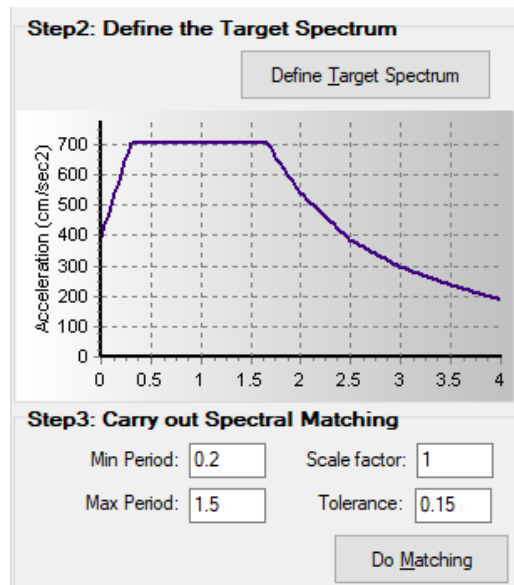 Step2: Define the Target Spectrum
Define Target Spectrum
Acceleration (cm/sec2)
700
600
500
400
300
200
100
0
0 0.5 1 1.5 2 2.5 3 3.5 4
Step3: Carry out Spectral Matching
Min Period: 0.2 Scale factor: 1
Max Period: 1.5 Tolerance: 0.15
Do Matching